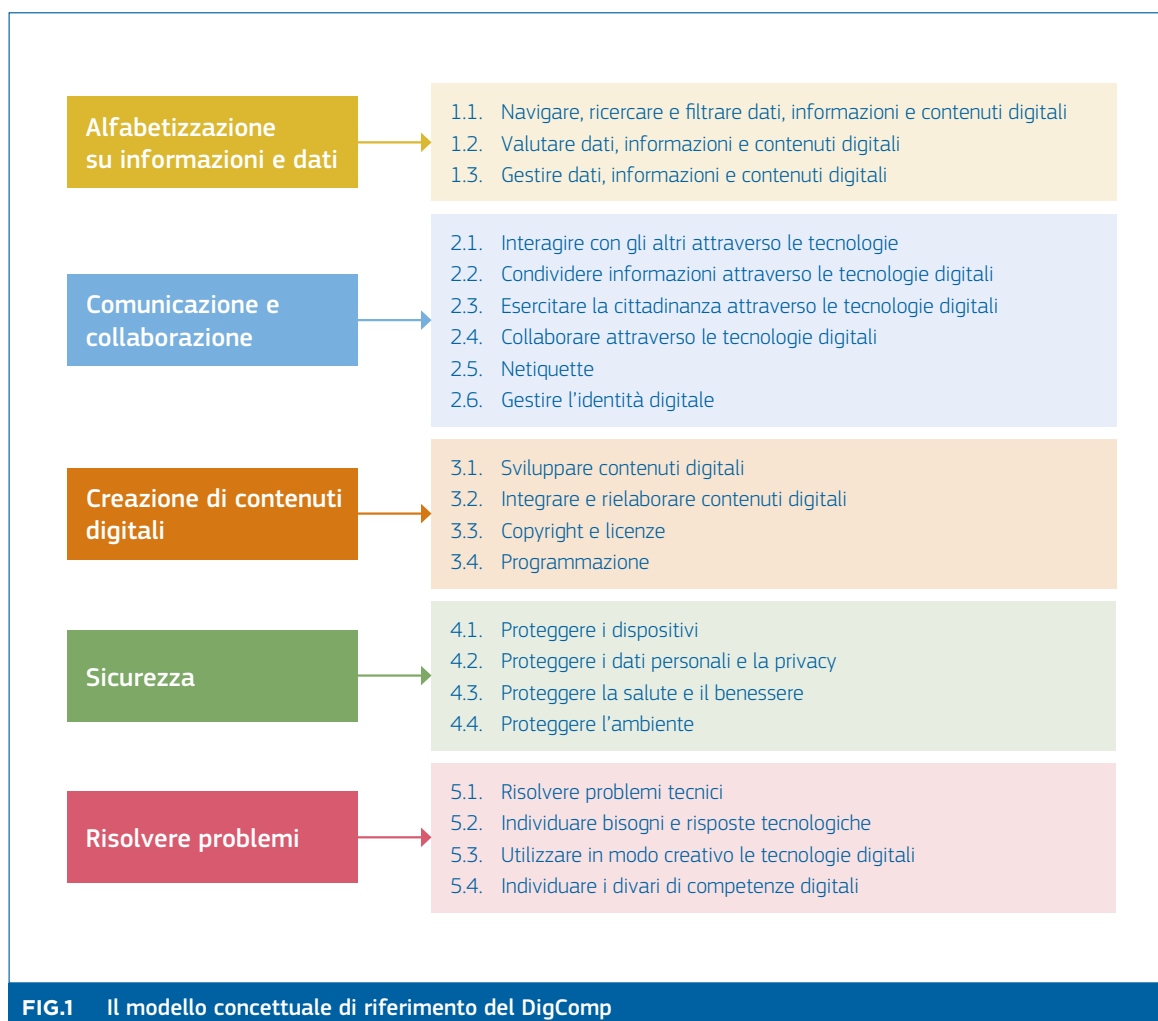 Alfabetizzazione
su informazioni e dati
1.1. Navigare, ricercare e filtrare dati, informazioni e contenuti digitali
1.2. Valutare dati, informazioni e contenuti digitali
1.3. Gestire dati, informazioni e contenuti digitali
Comunicazione e
collaborazione
2.1. Interagire con gli altri attraverso le tecnologie
2.2. Condividere informazioni attraverso le tecnologie digitali
2.3. Esercitare la cittadinanza attraverso le tecnologie digitali
2.4. Collaborare attraverso le tecnologie digitali
2.5. Netiquette
2.6. Gestire l'identità digitale
Creazione di contenuti
digitali
3.1. Sviluppare contenuti digitali
3.2. Integrare e rielaborare contenuti digitali
3.3. Copyright e licenze
3.4. Programmazione
Sicurezza
4.1. Proteggere i dispositivi
4.2. Proteggere i dati personali e la privacy
4.3. Proteggere la salute e il benessere
4.4. Proteggere l'ambiente
Risolvere problemi
5.1. Risolvere problemi tecnici
5.2. Individuare bisogni e risposte tecnologiche
5.3. Utilizzare in modo creativo le tecnologie digitali
5.4. Individuare i divari di competenze digitali
FIG.1 Il modello concettuale di riferimento del DigComp